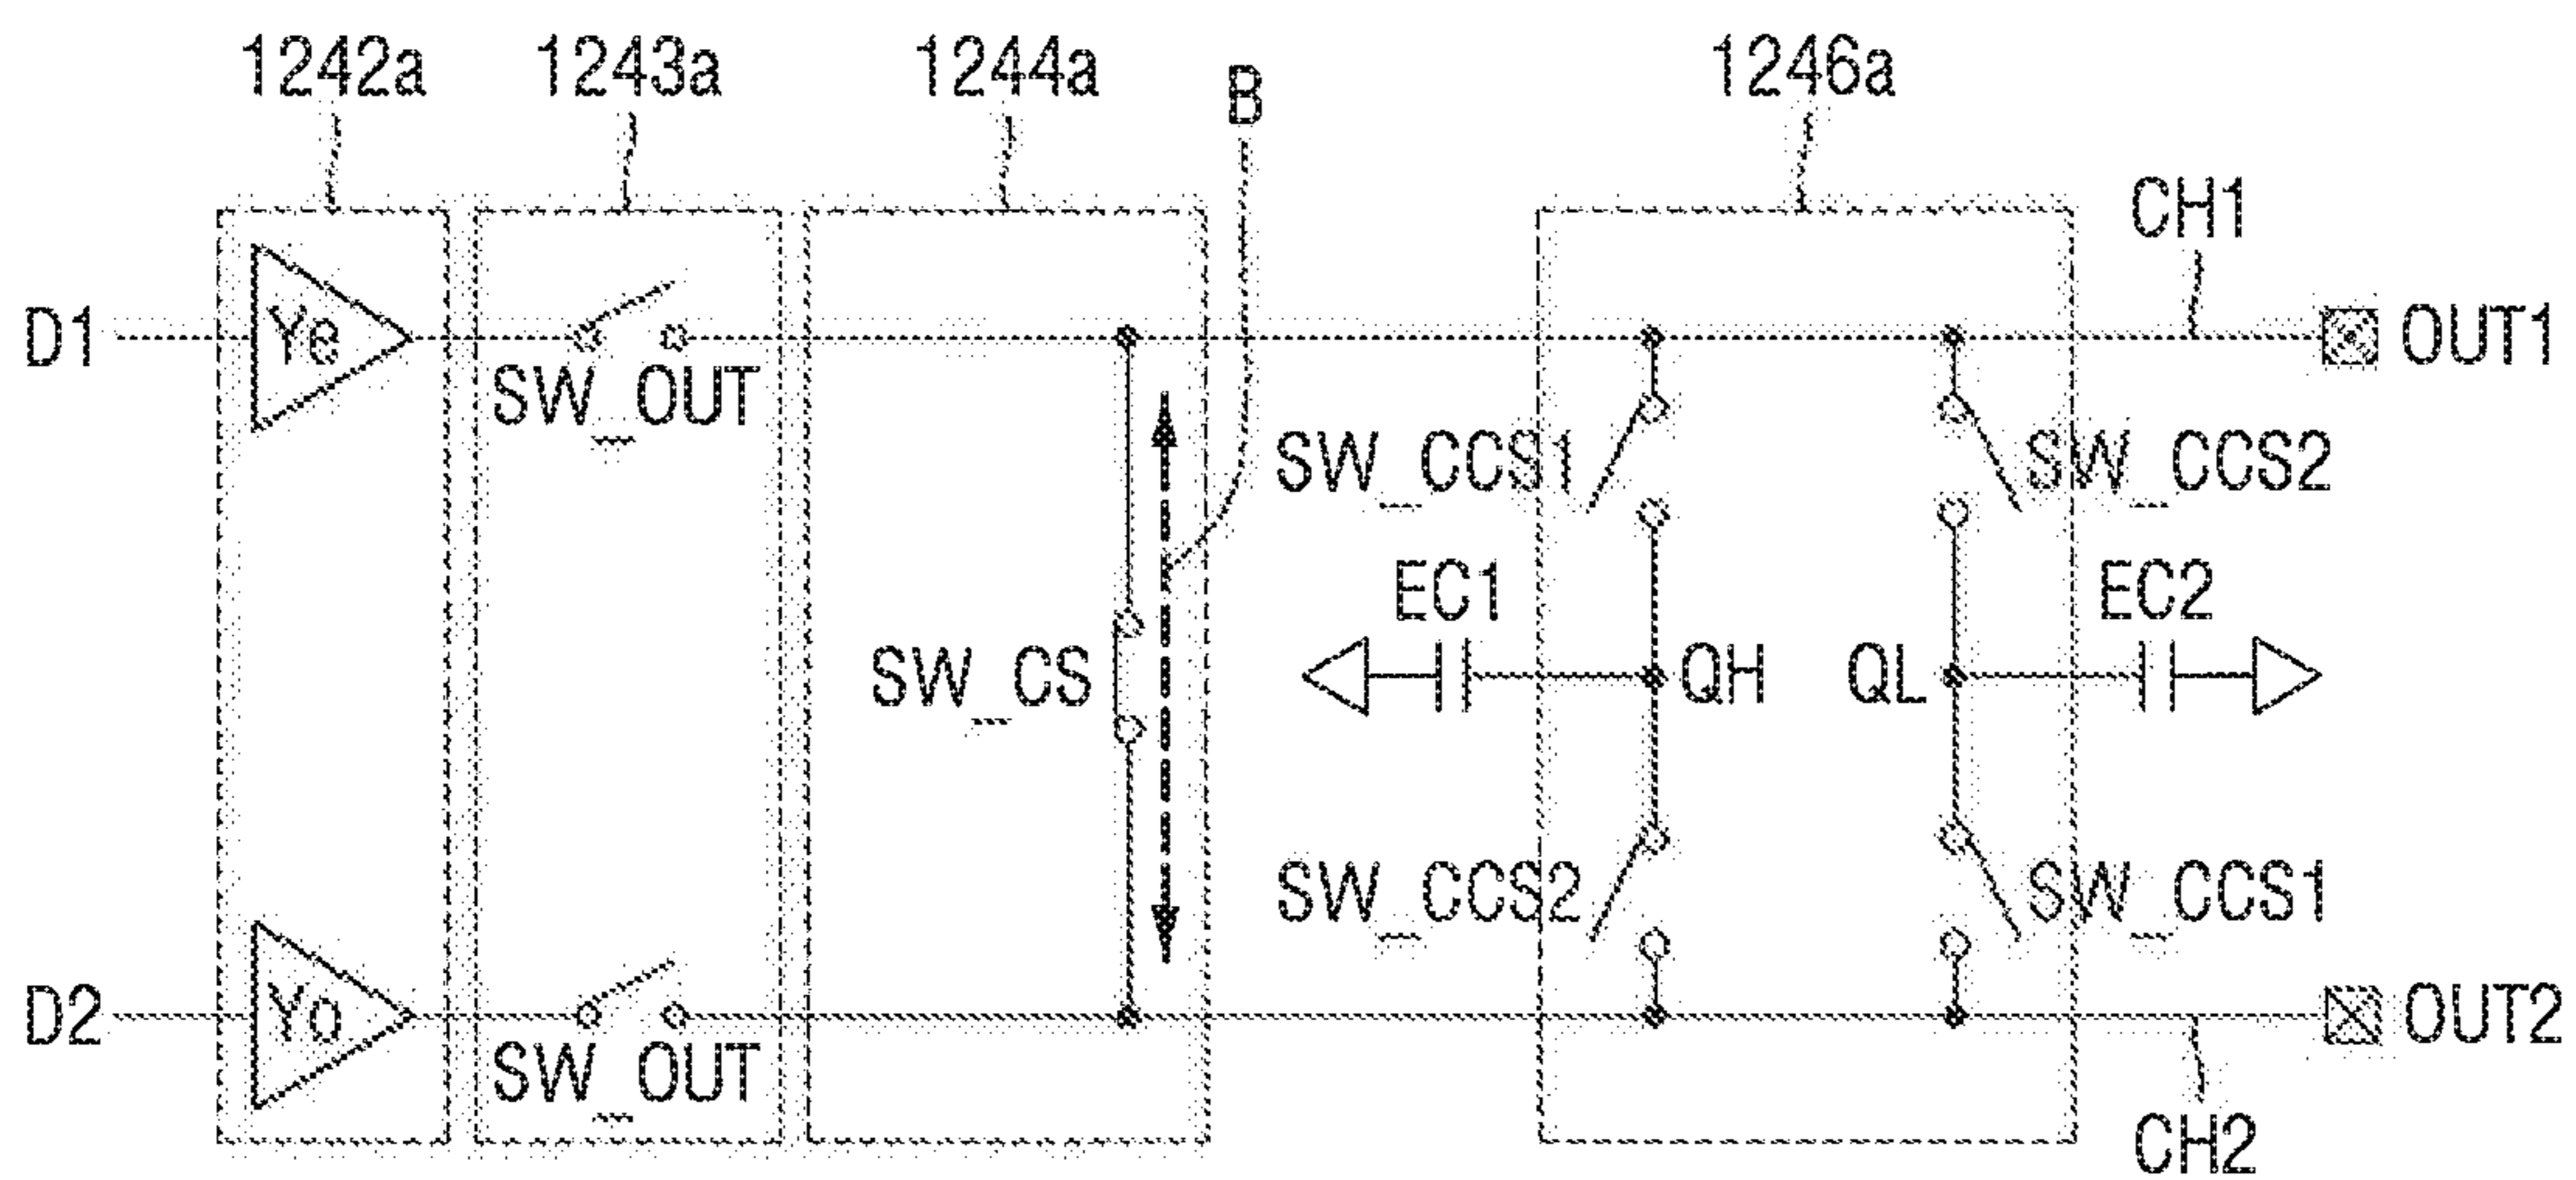 1242a 1243a 1244a B 1246a
CH1
D1 Ye SW_OUT OUT1
SW_CCS1 SW_CCS2
EC1 EC2
SW_CS QH QL
SW_CCS2 SW_CCS1
D2 Yo SW_OUT OUT2
CH2